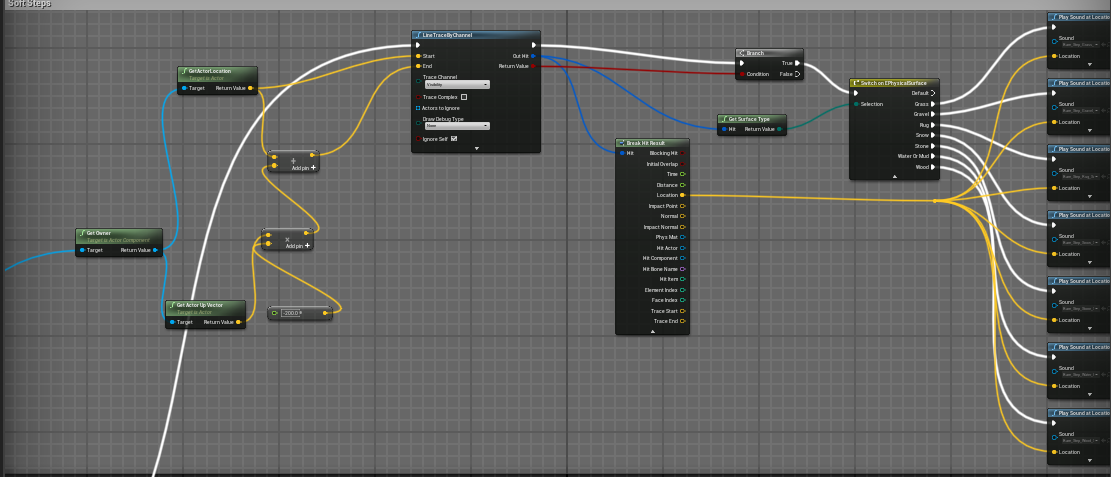 Soft Steps
GetActorLocation
Target is Actor
Target
Return Value
Get Owner
Target is Actor Component
Target
Return Value
Get Actor Up Vector
Target is Actor
Target
Return Value
+
Add pin +
x
Add pin +
-200.0
LineTraceByChannel
Start
Out Hit
End
Return Value
Trace Channel
Visibility
Trace Complex
Actors to Ignore
Draw Debug Type
None
Ignore Self
Break Hit Result
Hit
Blocking Hit
Initial Overlap
Time
Distance
Location
Impact Point
Normal
Impact Normal
Phys Mat
Hit Actor
Hit Component
Hit Bone Name
Hit Item
Element Index
Face Index
Trace Start
Trace End
Get Surface Type
Hit
Return Value
Branch
True
Condition
False
Switch on EPhysicalSurface
Default
Selection
Grass
Gravel
Rug
Snow
Stone
Water Or Mud
Wood
Play Sound at Locatio
Sound
Location
Play Sound at Locatio
Sound
Location
Play Sound at Locatio
Sound
Location
Play Sound at Locatio
Sound
Location
Play Sound at Locatio
Sound
Location
Play Sound at Locatio
Sound
Location
Play Sound at Locatio
Sound
Location